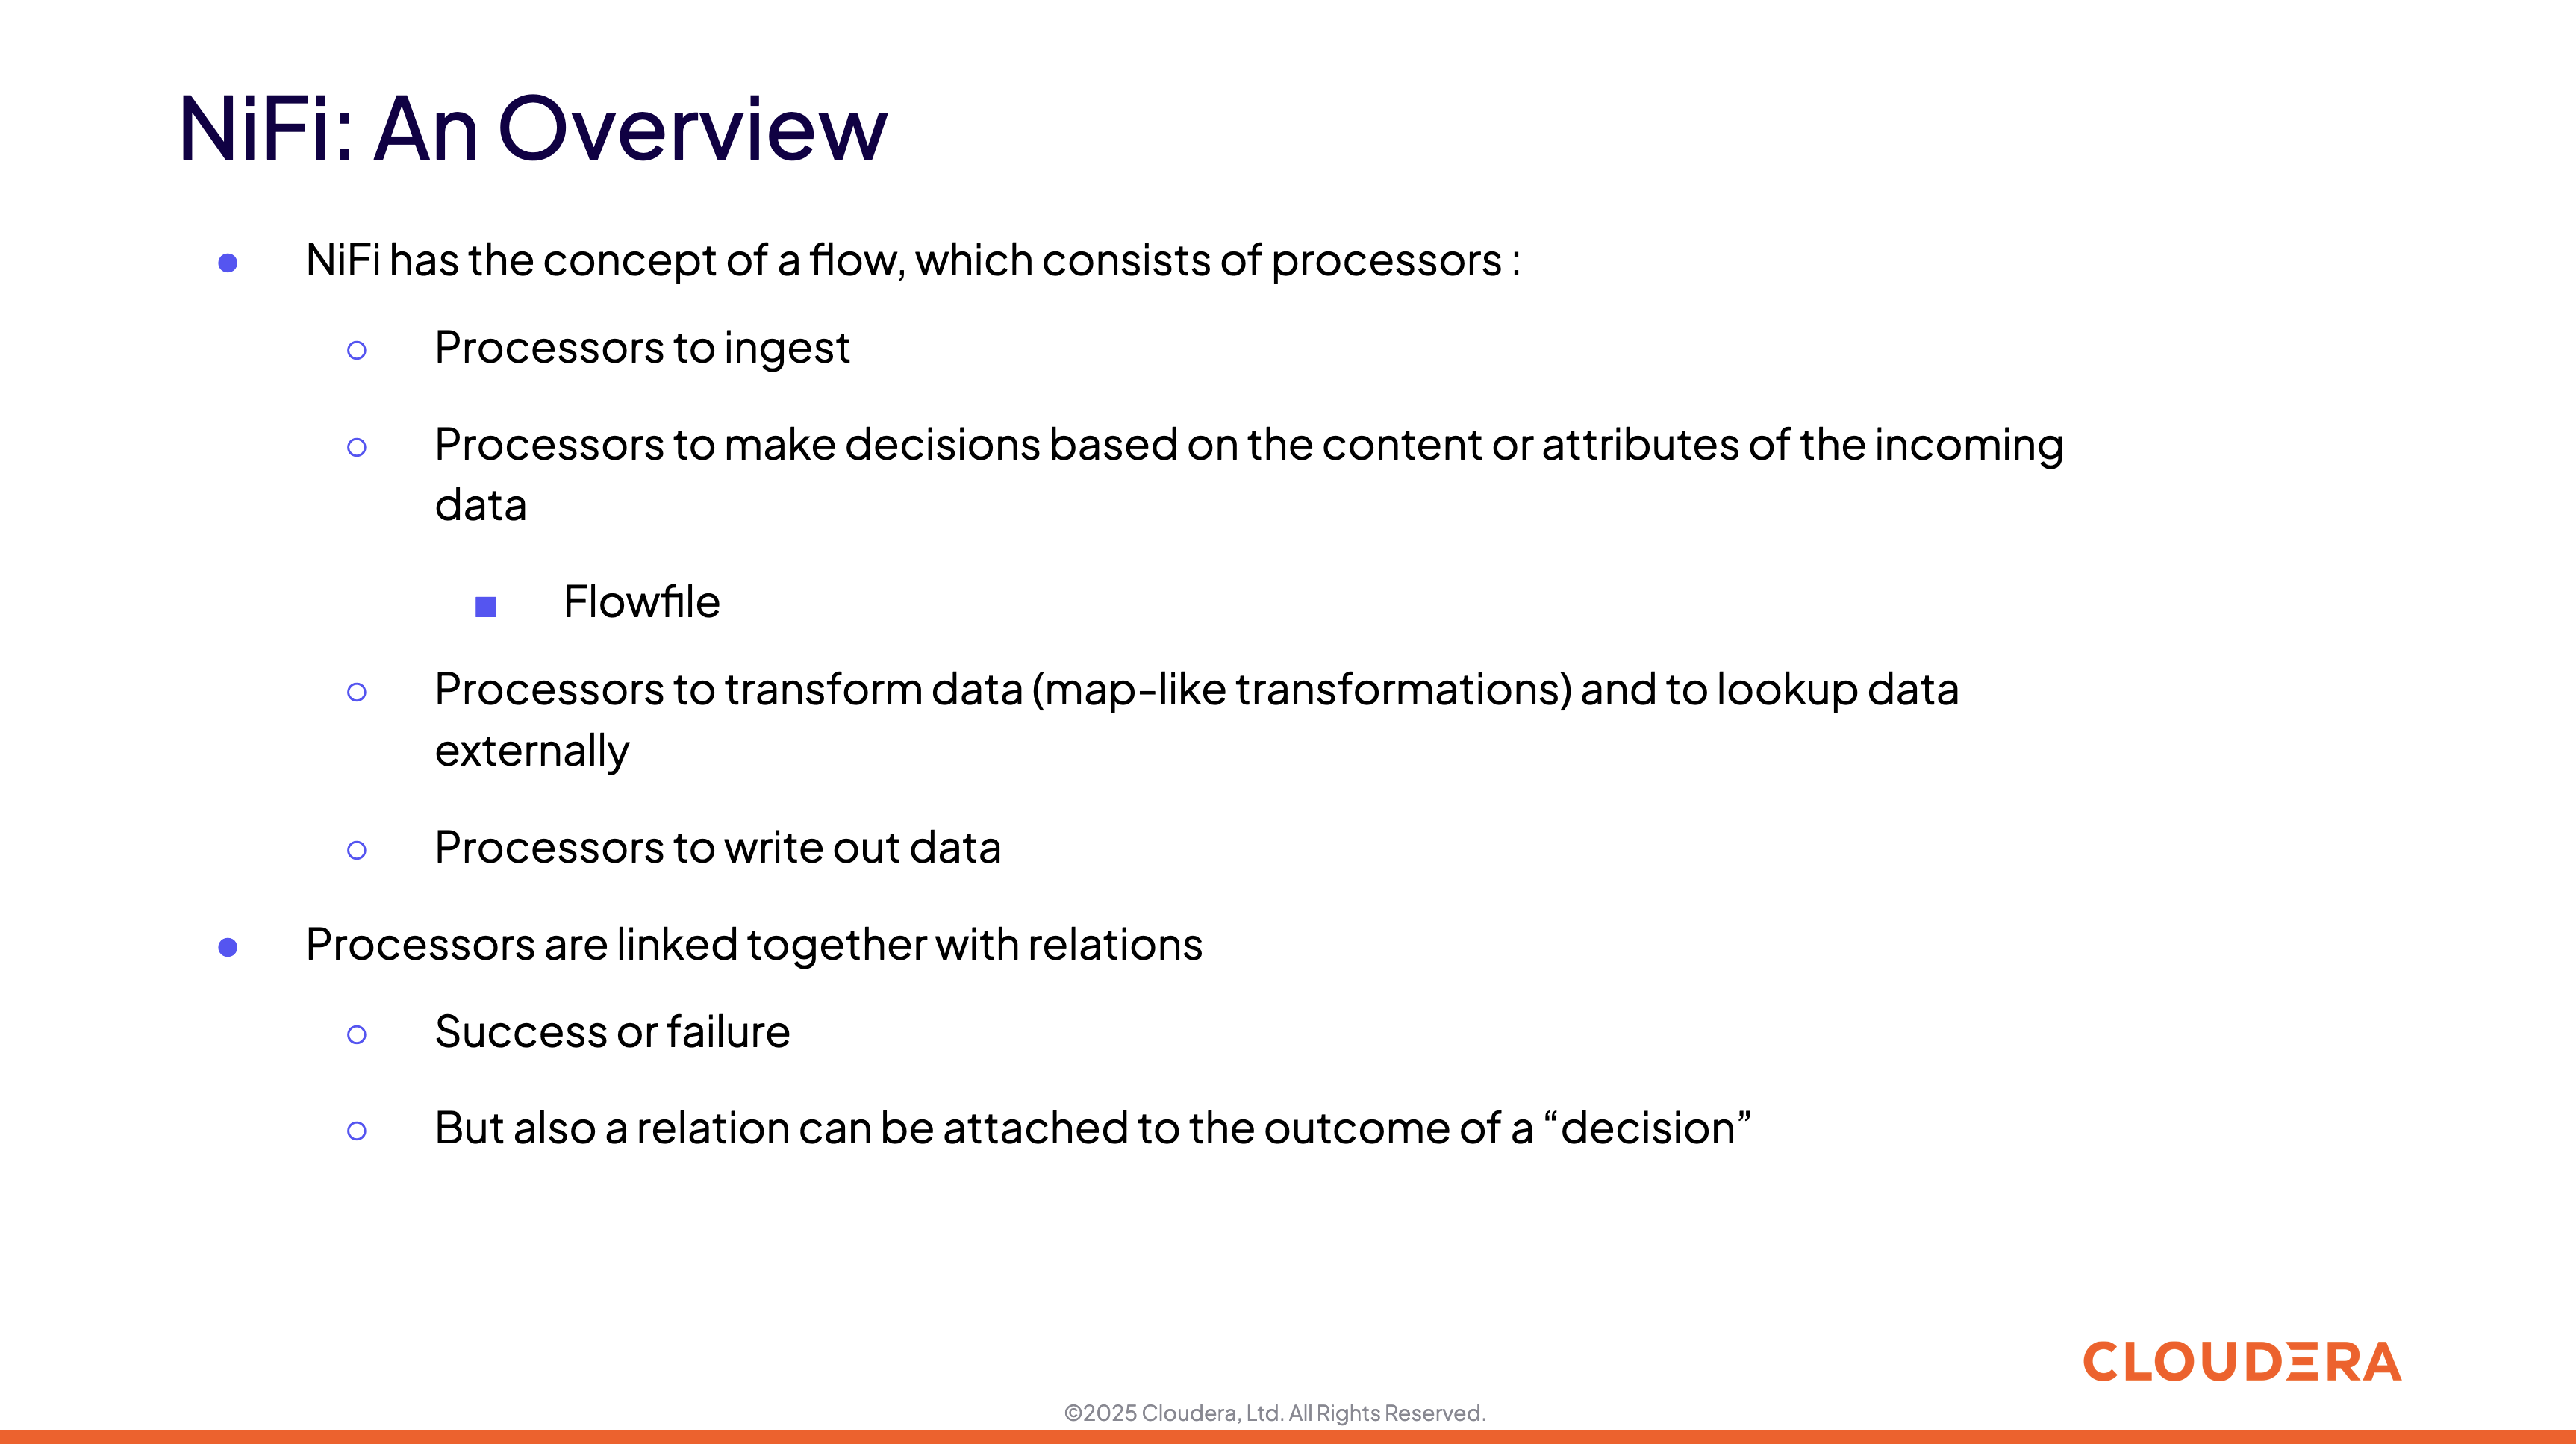 NiFi: An Overview
● NiFi has the concept of a flow, which consists of processors :
○ Processors to ingest
○ Processors to make decisions based on the content or attributes of the incoming
data
■ Flowfile
○ Processors to transform data (map-like transformations) and to lookup data
externally
○ Processors to write out data
● Processors are linked together with relations
○ Success or failure
○ But also a relation can be attached to the outcome of a “decision”
CLOUDERA
©2025 Cloudera, Ltd. All Rights Reserved.